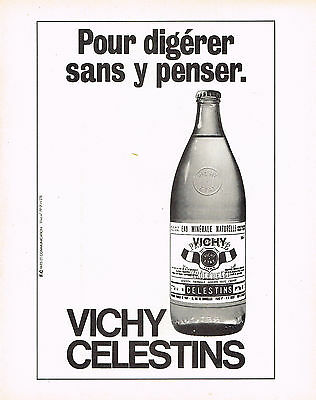 Pour digérer
sans y penser.
EAU MINÉRALE NATURELLE
VICHY
CELESTINS
VICHY
CELESTINS